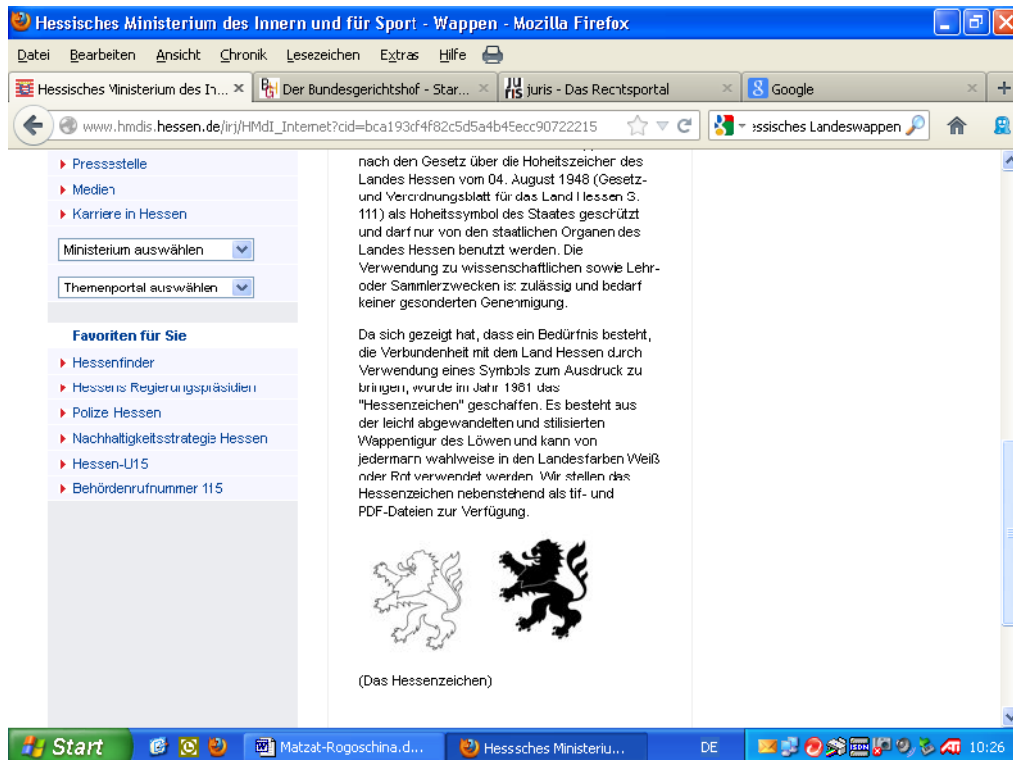 Hessisches Ministerium des Innern und für Sport - Wappen - Mozilla Firefox
Datei Bearbeiten Ansicht Chronik Lesezeichen Extras Hilfe
Hessisches Ministerium des In... Der Bundesgerichtshof - Star... juris - Das Rechtsportal Google
www.hmdis.hessen.de/irj/HMdI_Internet?cid=bca193cf4f82c5d5a4b45ecc90722215 essisches Landeswappen
Pressestelle
Medien
Karriere in Hessen
Ministerium auswählen
Themenportal auswählen
Favoriten für Sie
Hessenfinder
Hessens Regierungspräsidien
Polizei Hessen
Nachhaltigkeitsstrategie Hessen
Hessen-U15
Behördenrufnummer 115
nach den Gesetz über die Hoheitszeichen des
Landes Hessen vom 04. August 1948 (Gesetz-
und Verordnungsblatt für das Land Hessen S.
111) als Hoheitssymbol des Staates geschützt
und darf nur von den staatlichen Organen des
Landes Hessen benutzt werden. Die
Verwendung zu wissenschaftlichen sowie Lehr-
oder Sammlerzwecken ist zulässig und bedarf
keiner gesonderten Genehmigung.
Da sich gezeigt hat, dass ein Bedürfnis besteht,
die Verbundenheit mit dem Land Hessen durch
Verwendung eines Symbols zum Ausdruck zu
bringen, wurde im Jahr 1981 das
"Hessenzeichen" geschaffen. Es besteht aus
der leicht abgewandelten und stilisierten
Wappenfigur des Löwen und kann von
jedermann wahlweise in den Landesfarben Weiß
oder Rot verwendet werden. Wir stellen das
Hessenzeichen nebenstehend als tif- und
PDF-Dateien zur Verfügung.
(Das Hessenzeichen)
Start Matzat-Rogoschina.d... Hessisches Ministeriu... DE 10:26